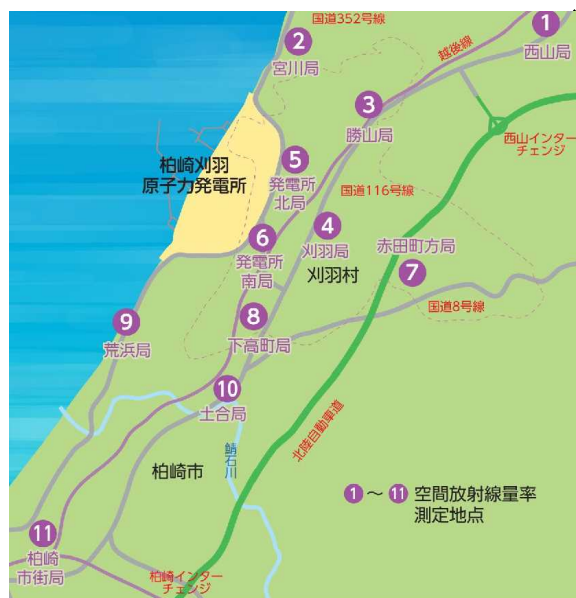 国道352号線
1
西山局
2
宮川局
越後線
3
勝山局
西山インター
チェンジ
柏崎刈羽
原子力発電所
5
発電所
北局
国道116号線
4
刈羽局
刈羽村
赤田町方局
7
6
発電所
南局
国道8号線
8
下高町局
9
荒浜局
10
土合局
鯖石川
北陸自動車道
柏崎市
1 ～ 11 空間放射線量率
測定地点
11
柏崎
市街局
柏崎インター
チェンジ